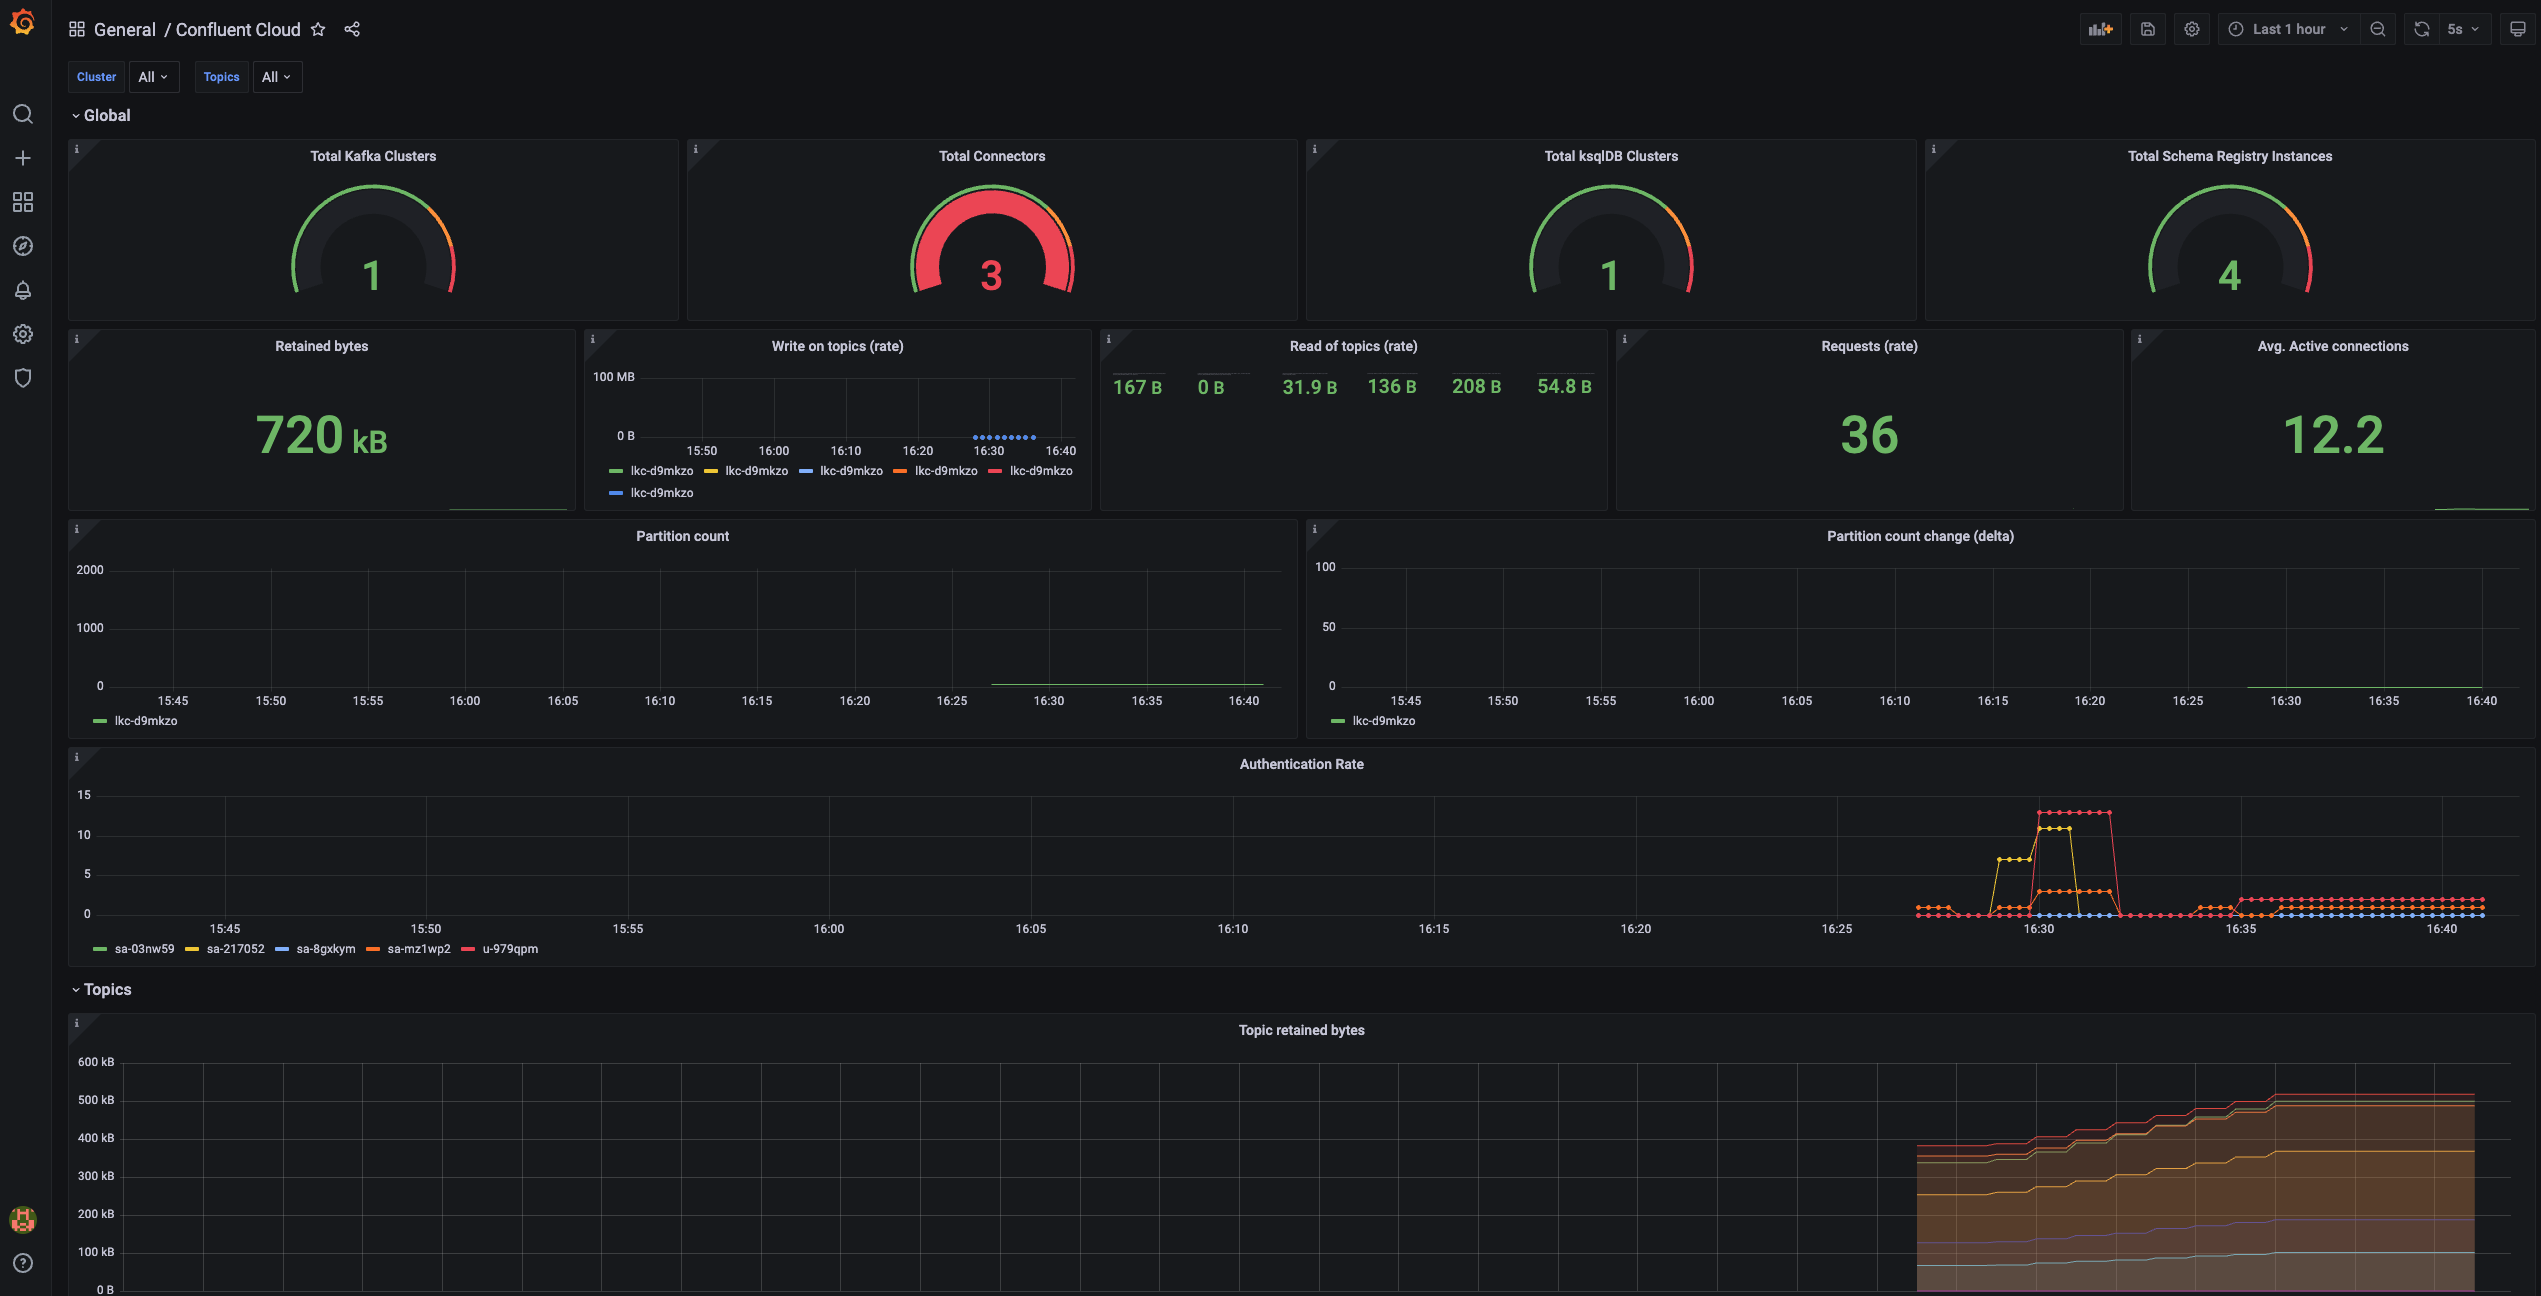 General / Confluent Cloud
Last 1 hour
5s
Cluster All Topics All
Global
Total Kafka Clusters
1
Total Connectors
3
Total ksqlDB Clusters
1
Total Schema Registry Instances
4
Retained bytes
720 kB
Write on topics (rate)
100 MB
0 B
15:50 16:00 16:10 16:20 16:30 16:40
lkc-d9mkzo lkc-d9mkzo lkc-d9mkzo lkc-d9mkzo lkc-d9mkzo
lkc-d9mkzo
Read of topics (rate)
167 B 0 B 31.9 B 136 B 208 B 54.8 B
Requests (rate)
36
Avg. Active connections
12.2
Partition count
2000
1000
0
15:45 15:50 15:55 16:00 16:05 16:10 16:15 16:20 16:25 16:30 16:35 16:40
lkc-d9mkzo
Partition count change (delta)
100
50
0
15:45 15:50 15:55 16:00 16:05 16:10 16:15 16:20 16:25 16:30 16:35 16:40
lkc-d9mkzo
Authentication Rate
15
10
5
0
15:45 15:50 15:55 16:00 16:05 16:10 16:15 16:20 16:25 16:30 16:35 16:40
sa-03nw59 sa-217052 sa-8gxkym sa-mz1wp2 u-979qpm
Topics
Topic retained bytes
600 kB
500 kB
400 kB
300 kB
200 kB
100 kB
0 B